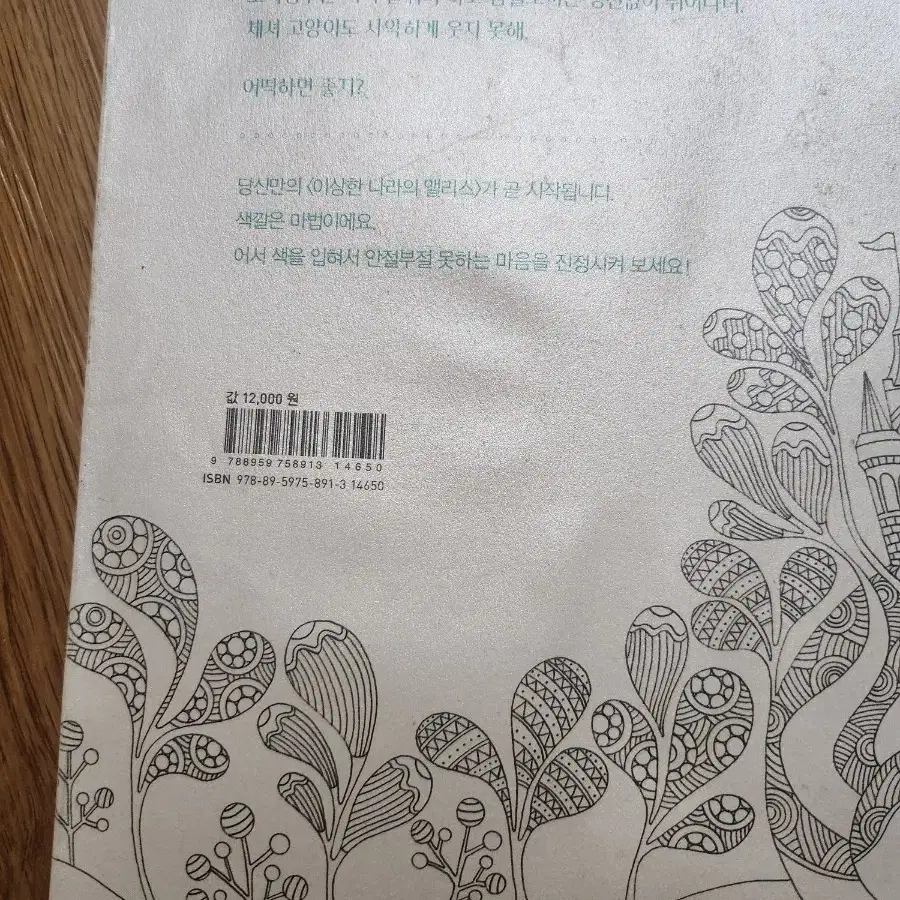 체셔 고양이도 사악하게 웃지 못해.
어떡하면 좋지?
당신만의 〈이상한 나라의 앨리스〉가 곧 시작됩니다.
색깔은 마법이에요.
어서 색을 입혀서 안절부절 못하는 마음을 진정시켜 보세요!
값 12,000 원
9 788959 758913 14650
ISBN 978-89-5975-891-3 14650